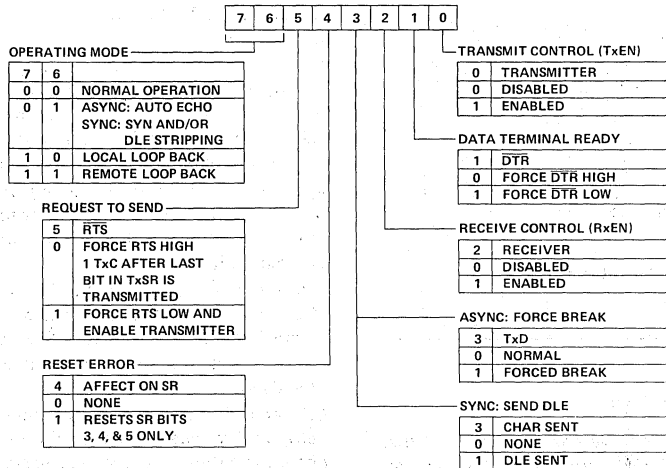 7 6 5 4 3 2 1 0
OPERATING MODE
7 6
0 0 NORMAL OPERATION
0 1 ASYNC: AUTO ECHO
SYNC: SYN AND/OR
DLE STRIPPING
1 0 LOCAL LOOP BACK
1 1 REMOTE LOOP BACK
REQUEST TO SEND
5 R̅T̅S̅
0 FORCE RTS HIGH
1 TxC AFTER LAST
BIT IN TxSR IS
TRANSMITTED
1 FORCE RTS LOW AND
ENABLE TRANSMITTER
RESET ERROR
4 AFFECT ON SR
0 NONE
1 RESETS SR BITS
3, 4, & 5 ONLY
TRANSMIT CONTROL (TxEN)
0 TRANSMITTER
0 DISABLED
1 ENABLED
DATA TERMINAL READY
1 D̅T̅R̅
0 FORCE D̅T̅R̅ HIGH
1 FORCE D̅T̅R̅ LOW
RECEIVE CONTROL (RxEN)
2 RECEIVER
0 DISABLED
1 ENABLED
ASYNC: FORCE BREAK
3 TxD
0 NORMAL
1 FORCED BREAK
SYNC: SEND DLE
3 CHAR SENT
0 NONE
1 DLE SENT